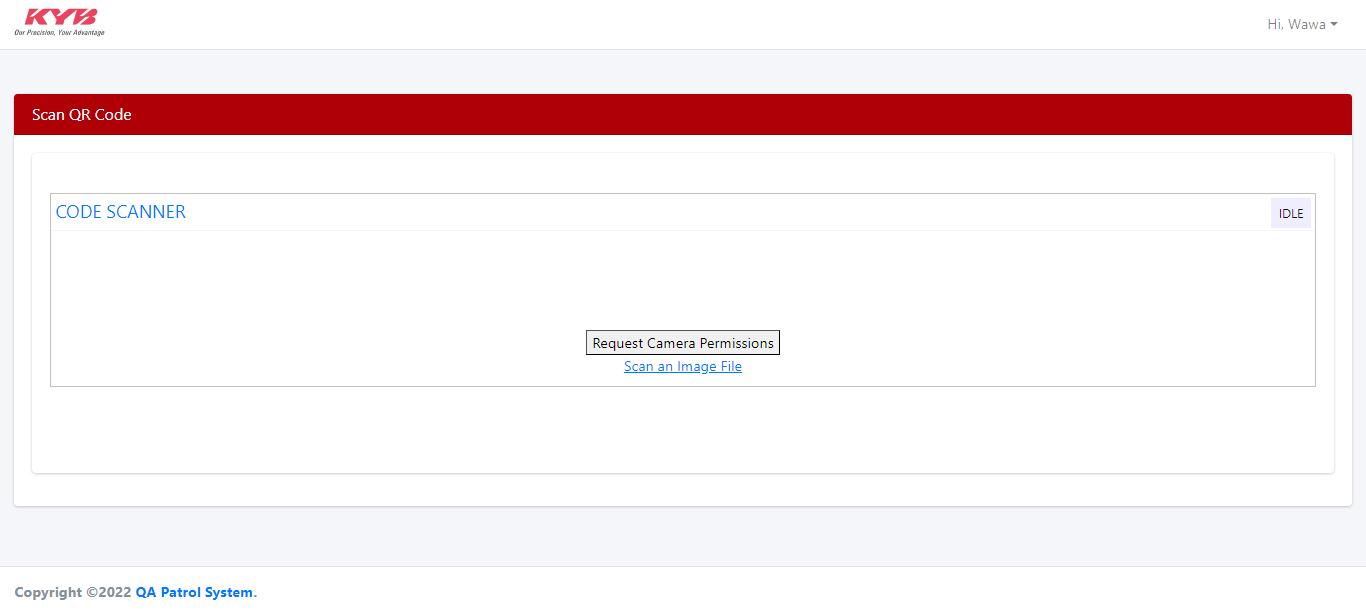 KYB
Our Precision, Your Advantage
Hi, Wawa
Scan QR Code
CODE SCANNER
IDLE
Request Camera Permissions
Scan an Image File
Copyright ©2022 QA Patrol System.